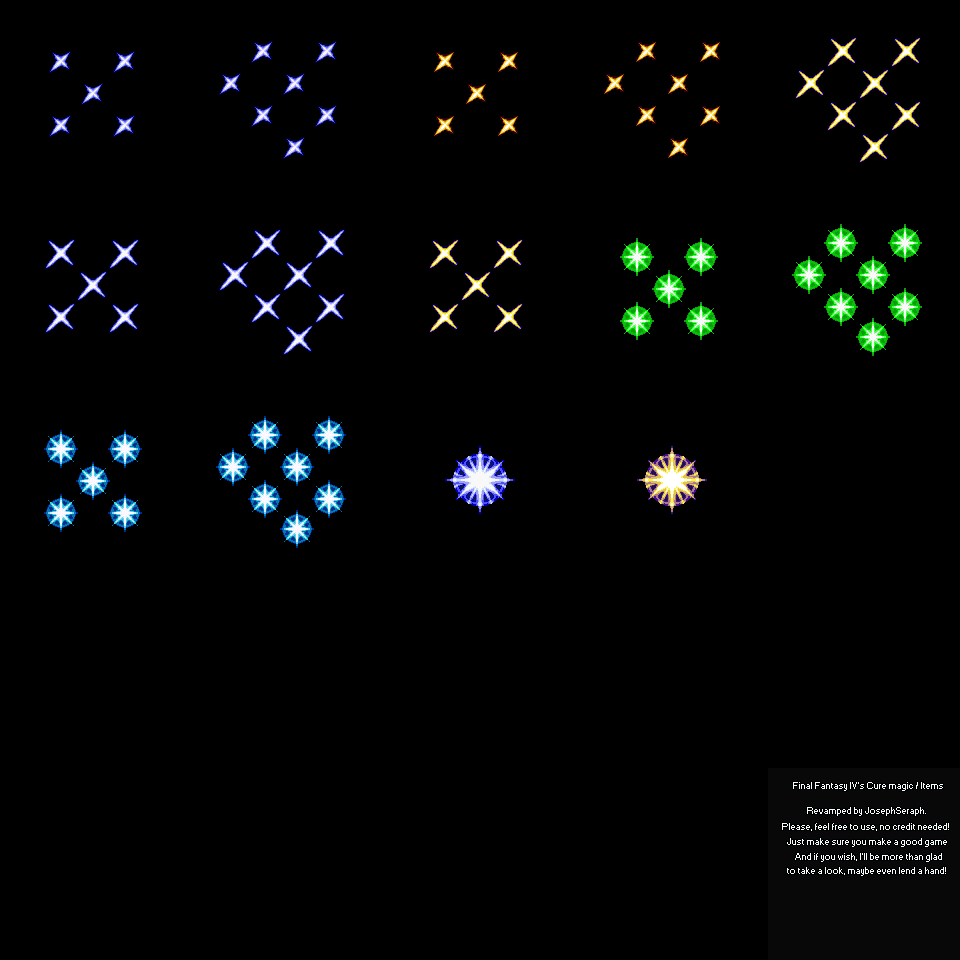 Final Fantasy IV's Cure magic / Items
Revamped by JosephSeraph.
Please, feel free to use, no credit needed!
Just make sure you make a good game
And if you wish, I'll be more than glad
to take a look, maybe even lend a hand!